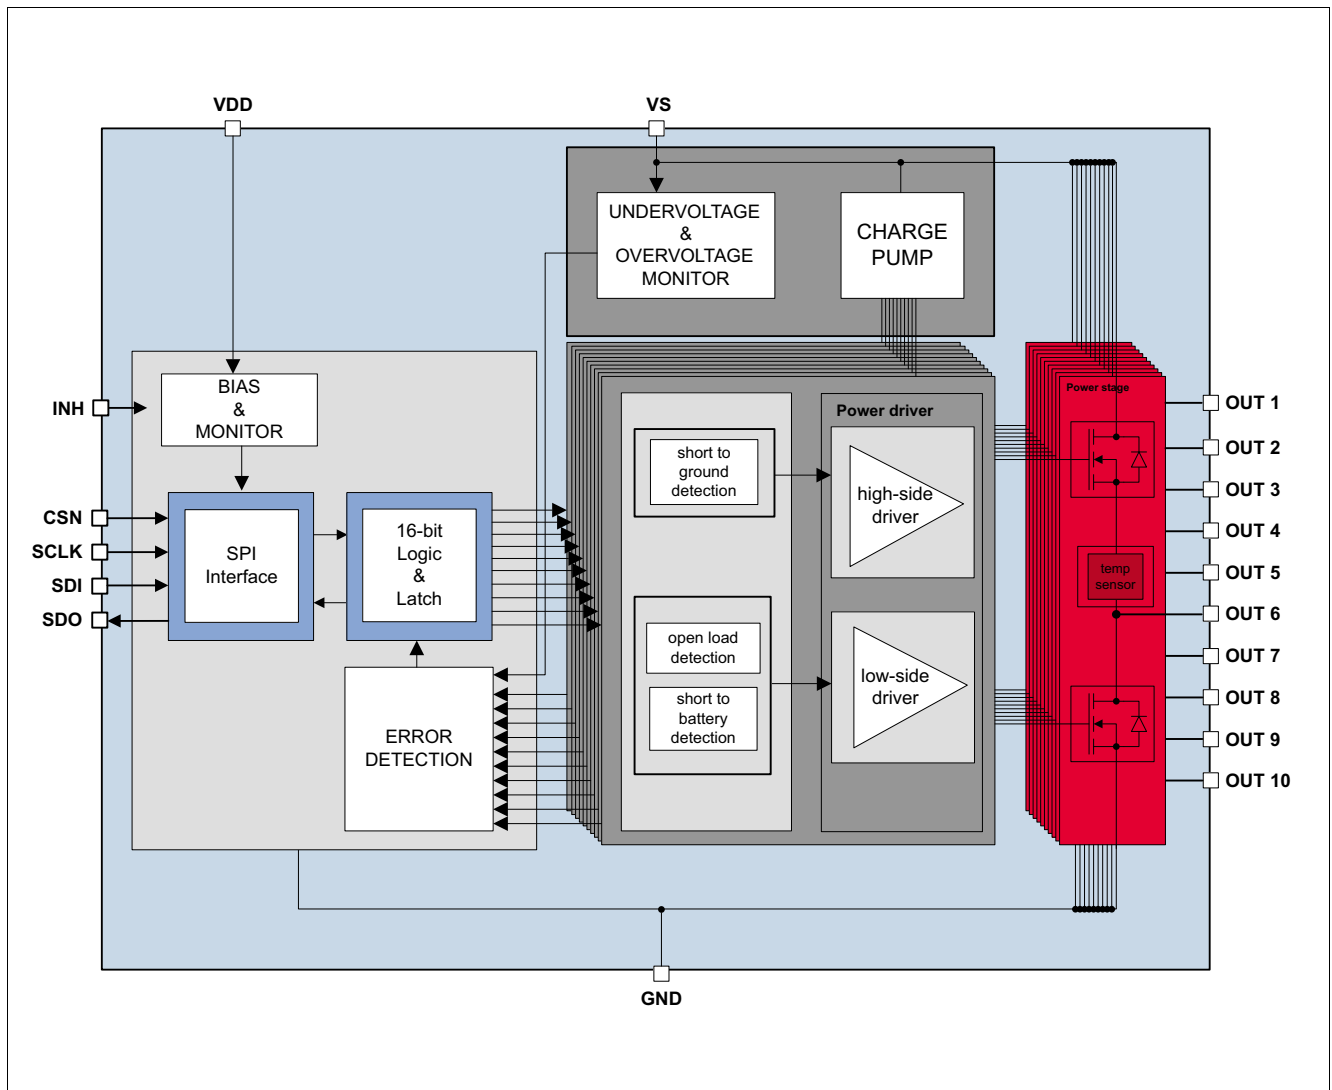 VDD
VS
UNDERVOLTAGE
&
OVERVOLTAGE
MONITOR
CHARGE
PUMP
BIAS
&
MONITOR
INH
CSN
SCLK
SDI
SDO
SPI
Interface
16-bit
Logic
&
Latch
ERROR
DETECTION
short to
ground
detection
open load
detection
short to
battery
detection
Power driver
high-side
driver
low-side
driver
Power stage
temp
sensor
OUT 1
OUT 2
OUT 3
OUT 4
OUT 5
OUT 6
OUT 7
OUT 8
OUT 9
OUT 10
GND